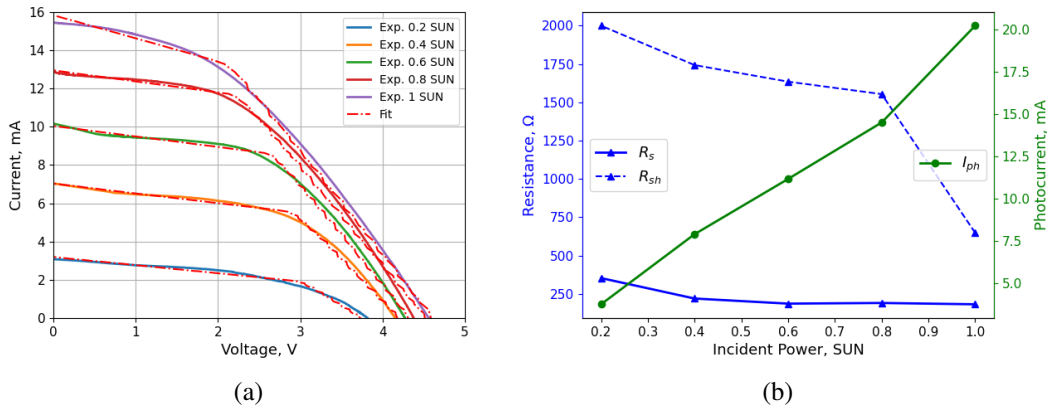 16
14
12
10
8
6
4
2
0
Current, mA
0
1
2
3
4
5
Voltage, V
Exp. 0.2 SUN
Exp. 0.4 SUN
Exp. 0.6 SUN
Exp. 0.8 SUN
Exp. 1 SUN
Fit
(a)
2000
1750
1500
1250
1000
750
500
250
Resistance, Ω
R_s
R_sh
I_ph
0.2
0.3
0.4
0.5
0.6
0.7
0.8
0.9
1.0
Incident Power, SUN
20.0
17.5
15.0
12.5
10.0
7.5
5.0
Photocurrent, mA
(b)